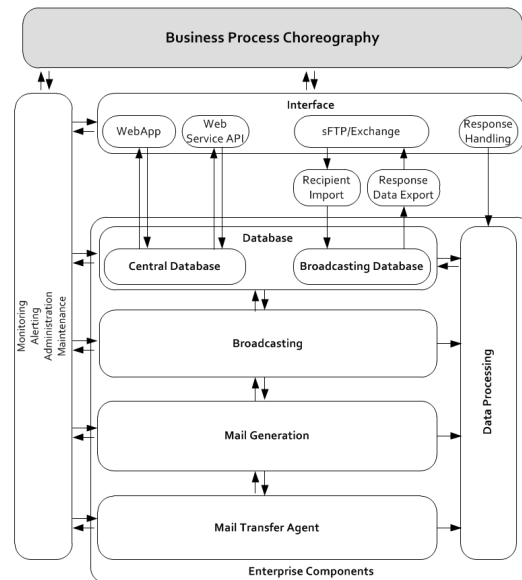 Business Process Choreography
Interface
WebApp
Web
Service API
sFTP/Exchange
Response
Handling
Recipient
Import
Response
Data Export
Database
Central Database
Broadcasting Database
Monitoring
Alerting
Administration
Maintenance
Broadcasting
Data Processing
Mail Generation
Mail Transfer Agent
Enterprise Components